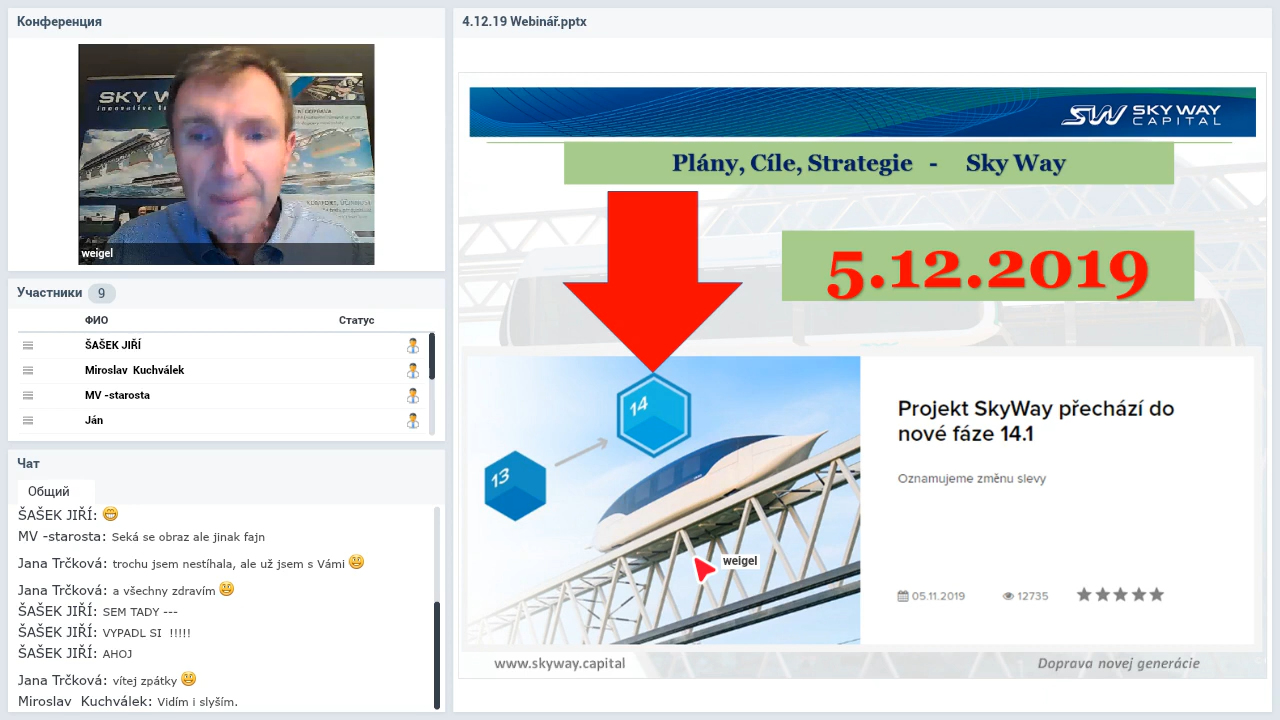 Конференция
SKY W
innovative
weigel
Участники 9
ФИО Статус
ŠAŠEK JIŘÍ
Miroslav Kuchválek
MV -starosta
Ján
Чат
Общий
ŠAŠEK JIŘÍ:
MV -starosta: Seká se obraz ale jinak fajn
Jana Trčková: trochu jsem nestíhala, ale už jsem s Vámi
Jana Trčková: a všechny zdravím
ŠAŠEK JIŘÍ: SEM TADY ---
ŠAŠEK JIŘÍ: VYPADL SI !!!!!
ŠAŠEK JIŘÍ: AHOJ
Jana Trčková: vítej zpátky
Miroslav Kuchválek: Vidím i slyším.
4.12.19 Webinář.pptx
SW SKY WAY
CAPITAL
Plány, Cíle, Strategie - Sky Way
5.12.2019
14
13
weigel
Projekt SkyWay přechází do
nové fáze 14.1
Oznamujeme změnu slevy
05.11.2019 12735
www.skyway.capital
Doprava novej generácie